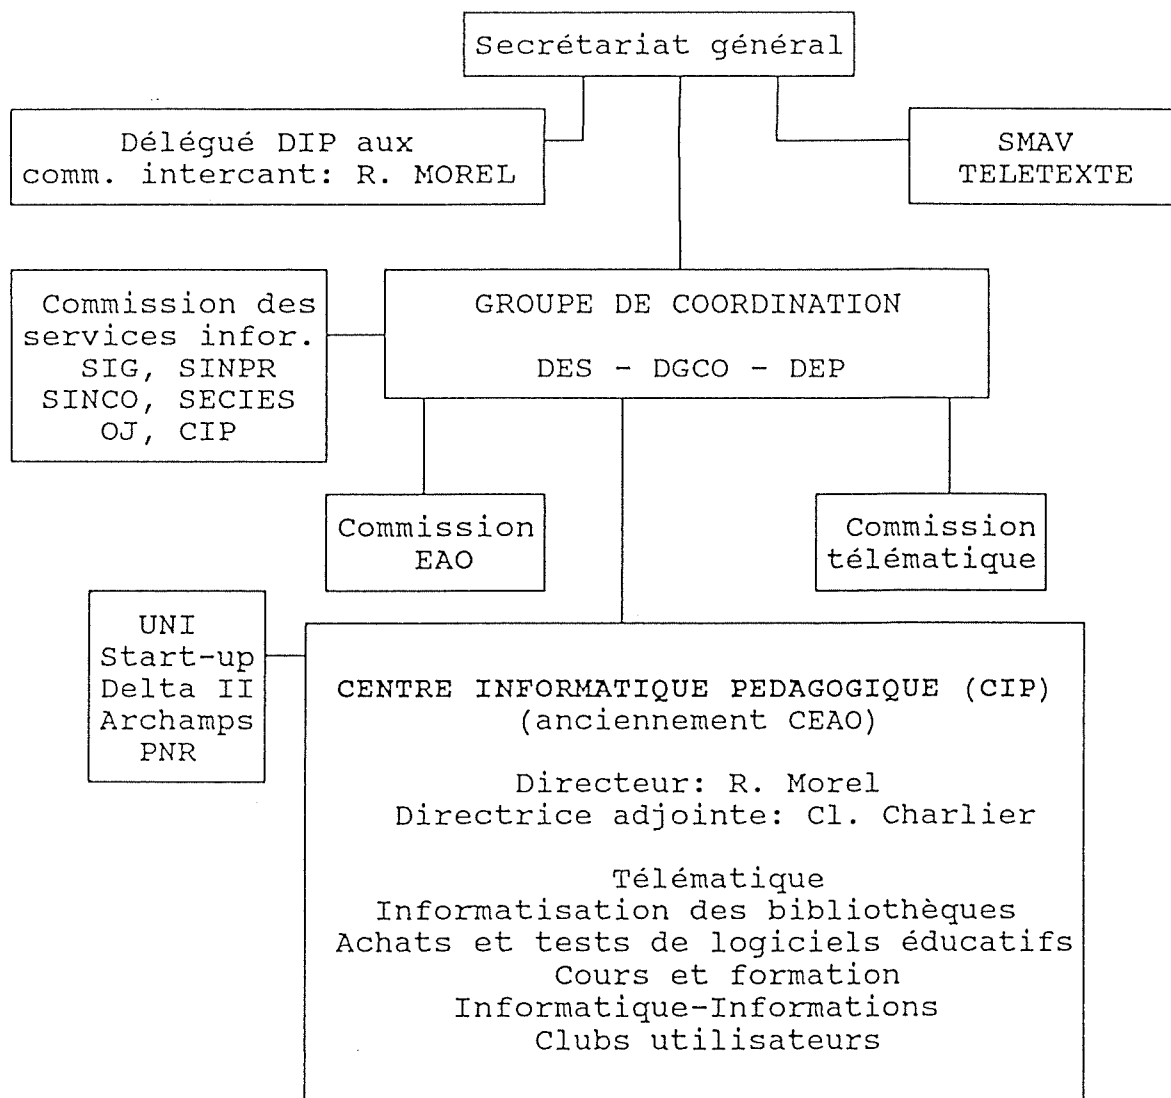 Secrétariat général
Délégué DIP aux
comm. intercant: R. MOREL
SMAV
TELETEXTE
Commission des
services infor.
SIG, SINPR
SINCO, SECIES
OJ, CIP
GROUPE DE COORDINATION
DES - DGCO - DEP
Commission
EAO
Commission
télématique
UNI
Start-up
Delta II
Archamps
PNR
CENTRE INFORMATIQUE PEDAGOGIQUE (CIP)
(anciennement CEAO)
Directeur: R. Morel
Directrice adjointe: Cl. Charlier
Télématique
Informatisation des bibliothèques
Achats et tests de logiciels éducatifs
Cours et formation
Informatique-Informations
Clubs utilisateurs